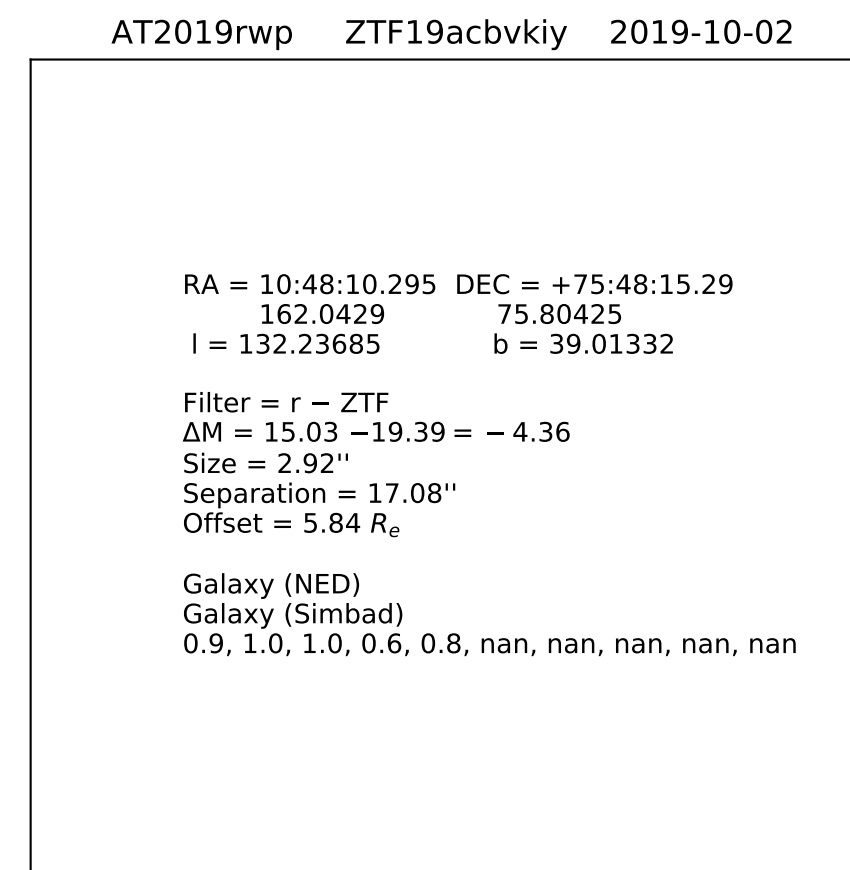 AT2019rwp ZTF19acbvkiy 2019-10-02
RA = 10:48:10.295 DEC = +75:48:15.29
162.0429 75.80425
l = 132.23685 b = 39.01332
Filter = r − ZTF
ΔM = 15.03 −19.39 = − 4.36
Size = 2.92''
Separation = 17.08''
Offset = 5.84 Re
Galaxy (NED)
Galaxy (Simbad)
0.9, 1.0, 1.0, 0.6, 0.8, nan, nan, nan, nan, nan